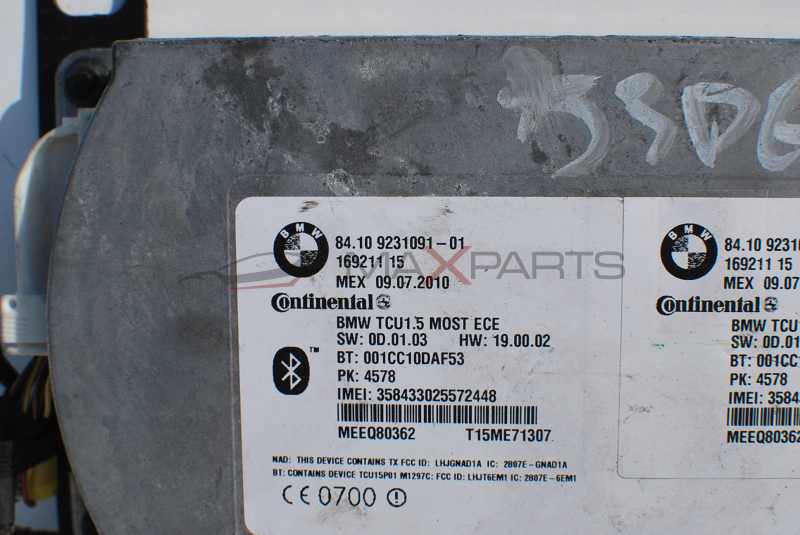 3SDE
BMW 84.10 9231091-01
169211 15
MEX 09.07.2010
Continental
BMW TCU1.5 MOST ECE
SW: 0D.01.03 HW: 19.00.02
BT: 001CC10DAF53
PK: 4578
IMEI: 358433025572448
MEEQ80362 T15ME71307
NAD: THIS DEVICE CONTAINS TX FCC ID: LHJGNAD1A IC: 2807E-GNAD1A
BT: CONTAINS DEVICE TCU15P01 M1297C: FCC ID: LHJT6EM1 IC: 2807E-6EM1
CE 0700
BMW 84.10 9231
169211 15
MEX 09.07
Continental
BMW TCU1
SW: 0D.01
BT: 001CC1
PK: 4578
IMEI: 35843
MEEQ80362
MAXPARTS